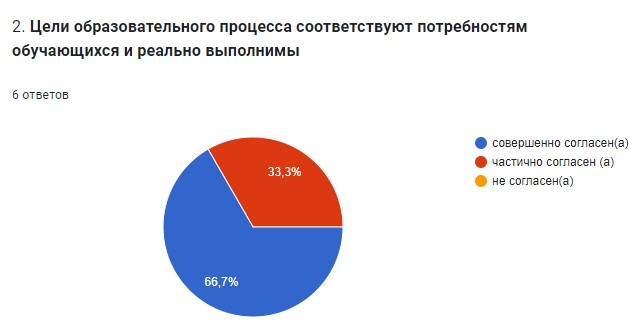 2. Цели образовательного процесса соответствуют потребностям
обучающихся и реально выполнимы
6 ответов
совершенно согласен(а)
частично согласен (а)
не согласен(а)
33,3%
66,7%